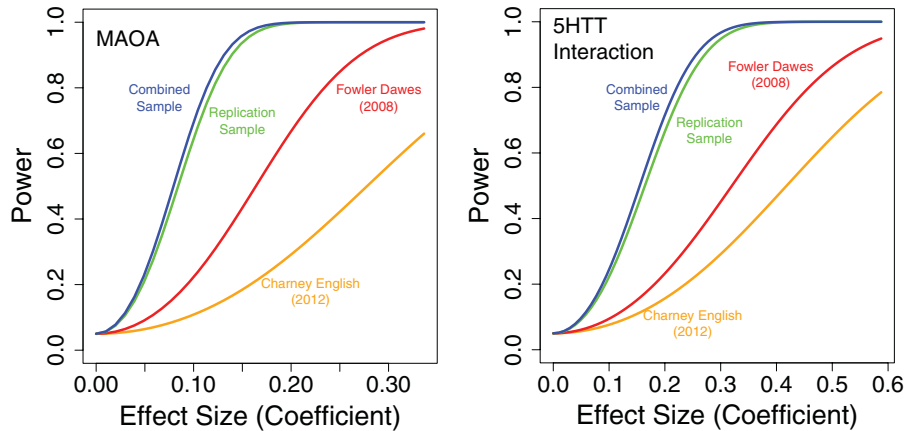 MAOA
Combined
Sample
Replication
Sample
Fowler Dawes
(2008)
Charney English
(2012)
Power
0.0
0.2
0.4
0.6
0.8
1.0
0.00
0.10
0.20
0.30
Effect Size (Coefficient)
5HTT
Interaction
Combined
Sample
Replication
Sample
Fowler Dawes
(2008)
Charney English
(2012)
Power
0.0
0.2
0.4
0.6
0.8
1.0
0.0
0.1
0.2
0.3
0.4
0.5
0.6
Effect Size (Coefficient)